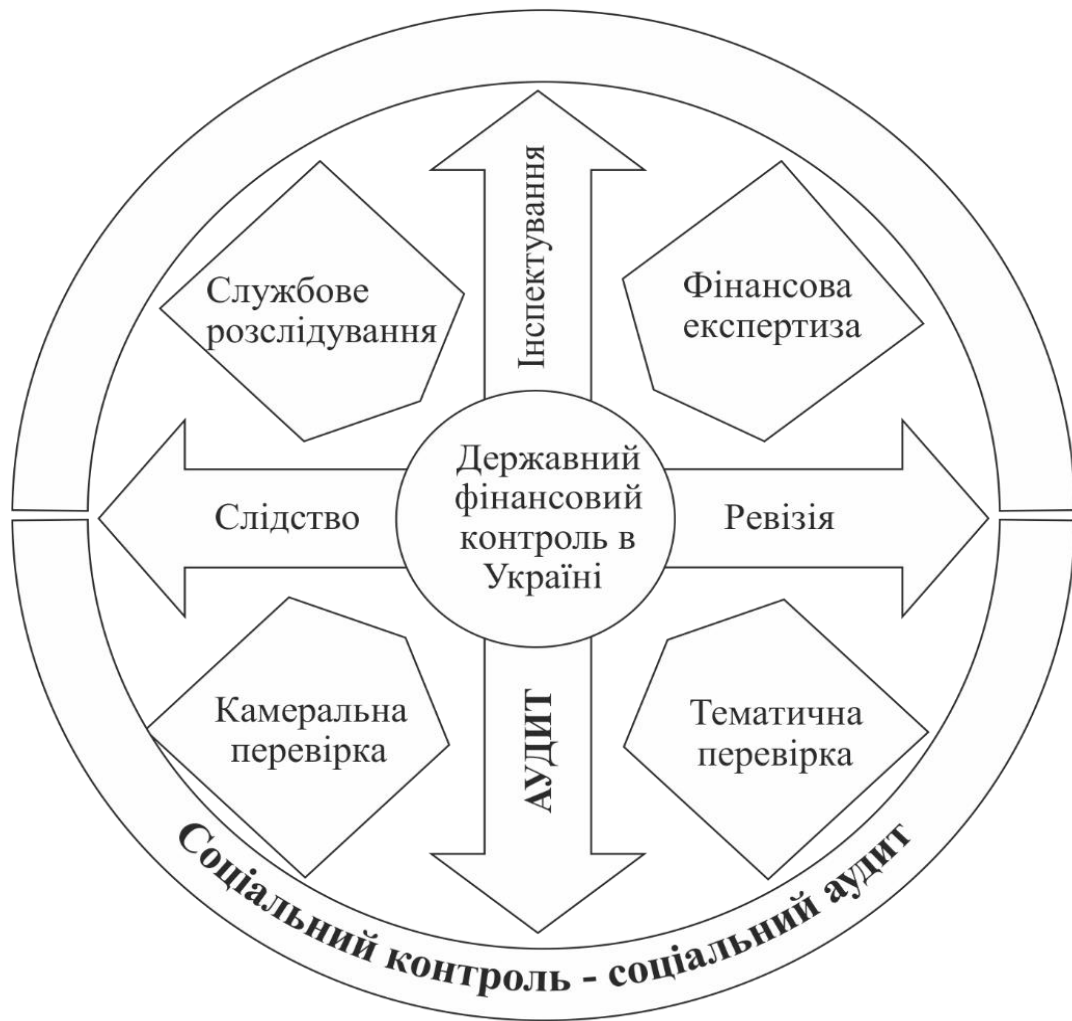 Інспектування
Службове
розслідування
Фінансова
експертиза
Державний
фінансовий
контроль в
Україні
Слідство
Ревізія
Камеральна
перевірка
АУДИТ
Тематична
перевірка
Соціальний контроль - соціальний аудит